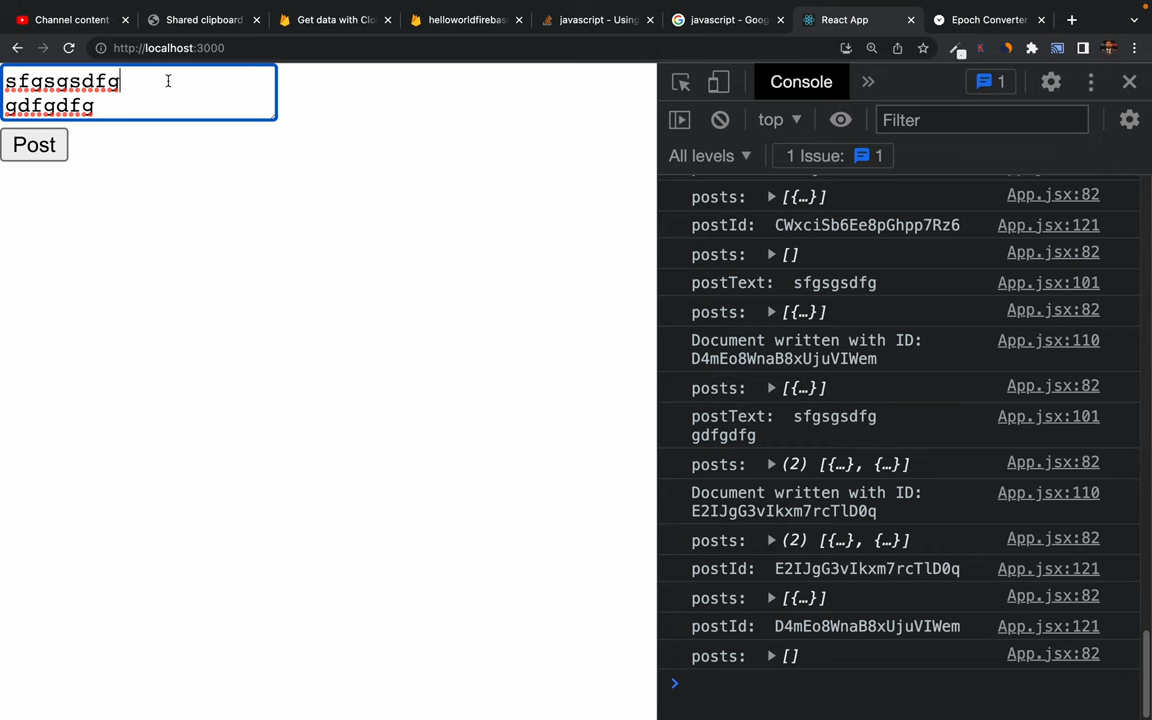 Channel content
Shared clipboard
Get data with Clo
helloworldfirebas
javascript - Using
javascript - Goog
React App
Epoch Converter
http://localhost:3000
sfgsgsdfg
gdfgdfg
Post
Console
1
top
Filter
All levels
1 Issue: 1
posts: [{…}] App.jsx:82
postId: CWxciSb6Ee8pGhpp7Rz6 App.jsx:121
posts: [] App.jsx:82
postText: sfgsgsdfg App.jsx:101
posts: [{…}] App.jsx:82
Document written with ID: App.jsx:110
D4mEo8WnaB8xUjuVIWem
posts: [{…}] App.jsx:82
postText: sfgsgsdfg App.jsx:101
gdfgdfg
posts: (2) [{…}, {…}] App.jsx:82
Document written with ID: App.jsx:110
E2IJgG3vIkxm7rcTlD0q
posts: (2) [{…}, {…}] App.jsx:82
postId: E2IJgG3vIkxm7rcTlD0q App.jsx:121
posts: [{…}] App.jsx:82
postId: D4mEo8WnaB8xUjuVIWem App.jsx:121
posts: [] App.jsx:82